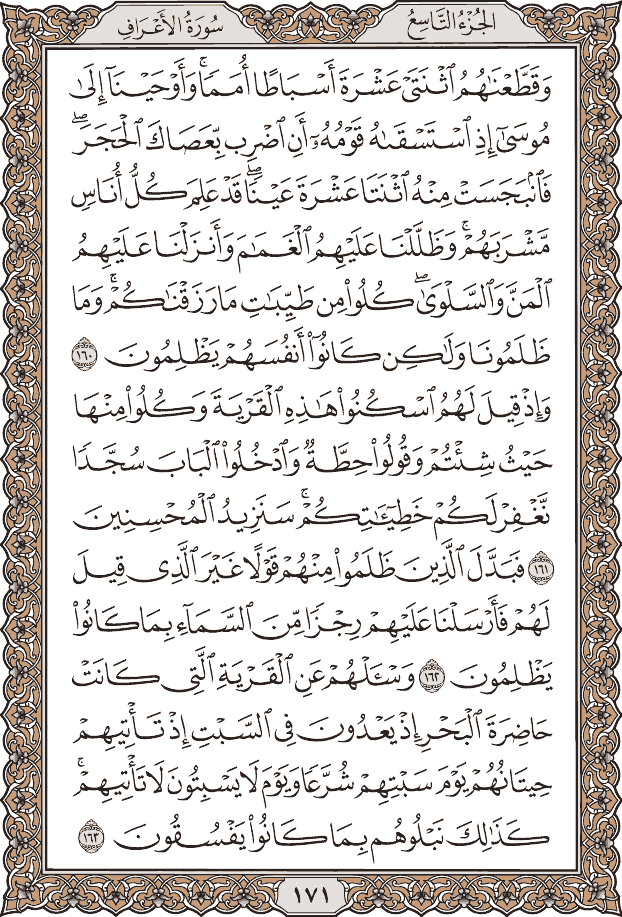 الجُزْءُ التَّاسِعُ
سُورَةُ الأَعْرَافِ
وَقَطَّعْنَٰهُمُ ٱثْنَتَىْ عَشْرَةَ أَسْبَاطًا أُمَمًاۚ وَأَوْحَيْنَآ إِلَىٰ
مُوسَىٰٓ إِذِ ٱسْتَسْقَىٰهُ قَوْمُهُۥٓ أَنِ ٱضْرِب بِّعَصَاكَ ٱلْحَجَرَۖ
فَٱنۢبَجَسَتْ مِنْهُ ٱثْنَتَا عَشْرَةَ عَيْنًاۖ قَدْ عَلِمَ كُلُّ أُنَاسٍ
مَّشْرَبَهُمْۚ وَظَلَّلْنَا عَلَيْهِمُ ٱلْغَمَٰمَ وَأَنزَلْنَا عَلَيْهِمُ
ٱلْمَنَّ وَٱلسَّلْوَىٰۖ كُلُوا۟ مِن طَيِّبَٰتِ مَا رَزَقْنَٰكُمْۚ وَمَا
ظَلَمُونَا وَلَٰكِن كَانُوٓا۟ أَنفُسَهُمْ يَظْلِمُونَ ١٦٠
وَإِذْ قِيلَ لَهُمُ ٱسْكُنُوا۟ هَٰذِهِ ٱلْقَرْيَةَ وَكُلُوا۟ مِنْهَا
حَيْثُ شِئْتُمْ وَقُولُوا۟ حِطَّةٌ وَٱدْخُلُوا۟ ٱلْبَابَ سُجَّدًا
نَّغْفِرْ لَكُمْ خَطِيٓـَٰٔتِكُمْۚ سَنَزِيدُ ٱلْمُحْسِنِينَ
١٦١ فَبَدَّلَ ٱلَّذِينَ ظَلَمُوا۟ مِنْهُمْ قَوْلًا غَيْرَ ٱلَّذِى قِيلَ
لَهُمْ فَأَرْسَلْنَا عَلَيْهِمْ رِجْزًا مِّنَ ٱلسَّمَآءِ بِمَا كَانُوا۟
يَظْلِمُونَ ١٦٢ وَسْـَٔلْهُمْ عَنِ ٱلْقَرْيَةِ ٱلَّتِى كَانَتْ
حَاضِرَةَ ٱلْبَحْرِ إِذْ يَعْدُونَ فِى ٱلسَّبْتِ إِذْ تَأْتِيهِمْ
حِيتَانُهُمْ يَوْمَ سَبْتِهِمْ شُرَّعًا وَيَوْمَ لَا يَسْبِتُونَ لَا تَأْتِيهِمْۚ
كَذَٰلِكَ نَبْلُوهُم بِمَا كَانُوا۟ يَفْسُقُونَ ١٦٣
١٧١